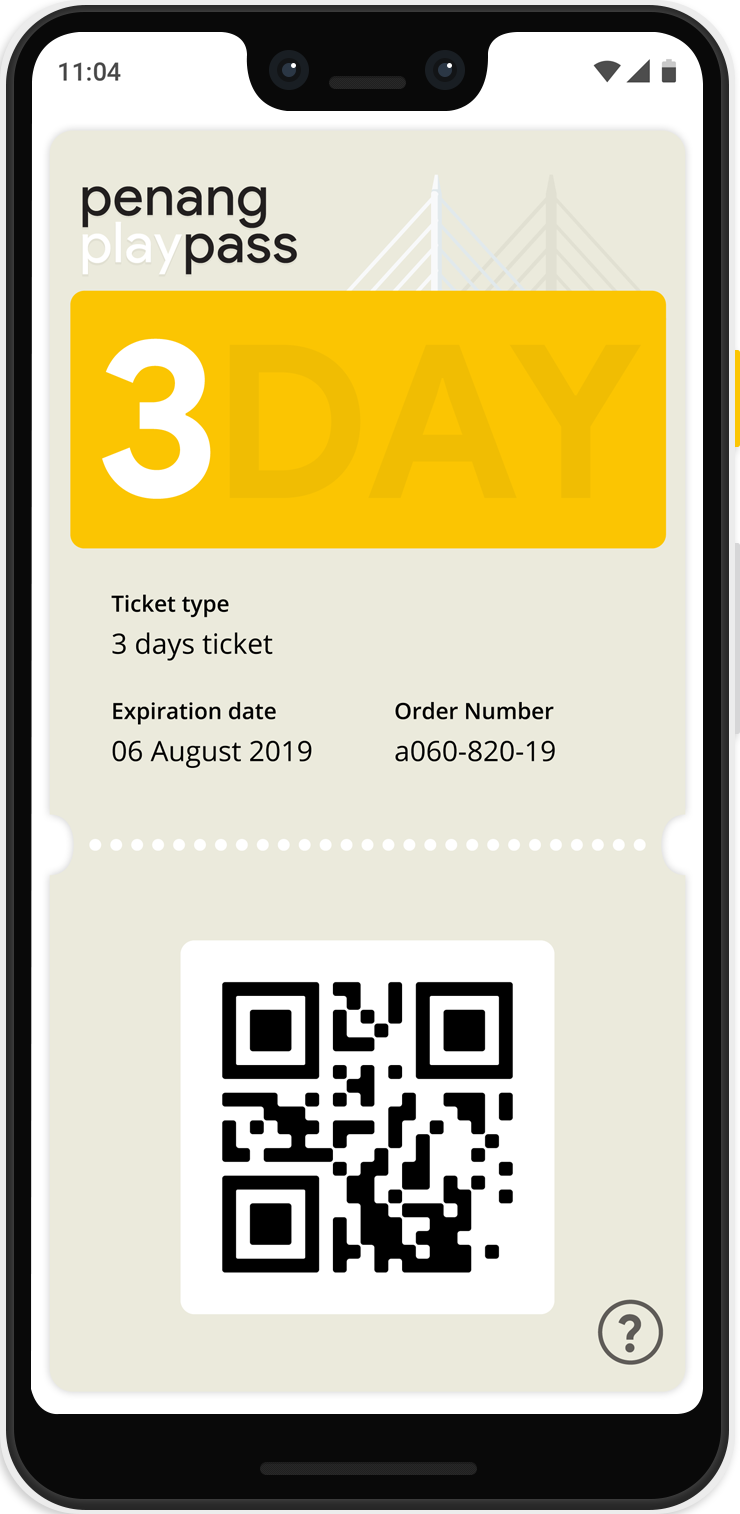 11:04
penang
playpass
3DAY
Ticket type
3 days ticket
Expiration date
Order Number
06 August 2019
a060-820-19
?